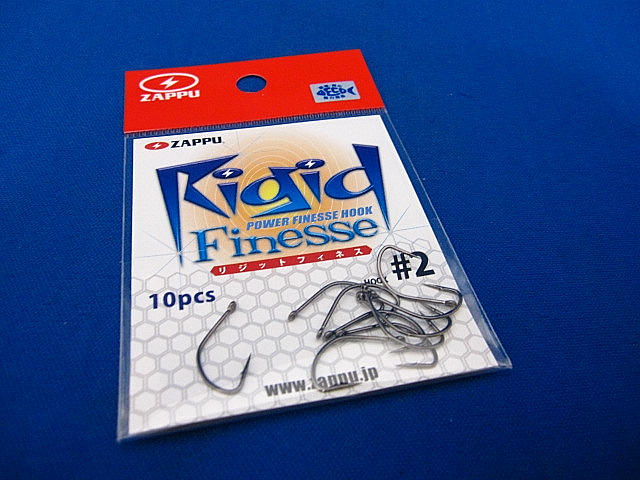 ZAPPU
ZAPPU
Rigid
POWER FINESSE HOOK
Finesse
リジットフィネス
10pcs
#2
www.zappu.jp